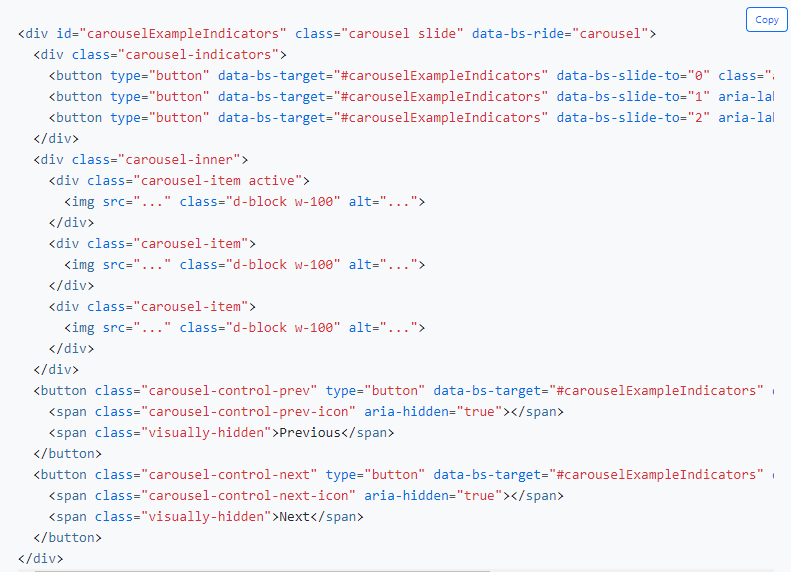 Copy
<div id="carouselExampleIndicators" class="carousel slide" data-bs-ride="carousel">
  <div class="carousel-indicators">
    <button type="button" data-bs-target="#carouselExampleIndicators" data-bs-slide-to="0" class="
    <button type="button" data-bs-target="#carouselExampleIndicators" data-bs-slide-to="1" aria-lab
    <button type="button" data-bs-target="#carouselExampleIndicators" data-bs-slide-to="2" aria-lab
  </div>
  <div class="carousel-inner">
    <div class="carousel-item active">
      <img src="..." class="d-block w-100" alt="...">
    </div>
    <div class="carousel-item">
      <img src="..." class="d-block w-100" alt="...">
    </div>
    <div class="carousel-item">
      <img src="..." class="d-block w-100" alt="...">
    </div>
  </div>
  <button class="carousel-control-prev" type="button" data-bs-target="#carouselExampleIndicators"
    <span class="carousel-control-prev-icon" aria-hidden="true"></span>
    <span class="visually-hidden">Previous</span>
  </button>
  <button class="carousel-control-next" type="button" data-bs-target="#carouselExampleIndicators"
    <span class="carousel-control-next-icon" aria-hidden="true"></span>
    <span class="visually-hidden">Next</span>
  </button>
</div>